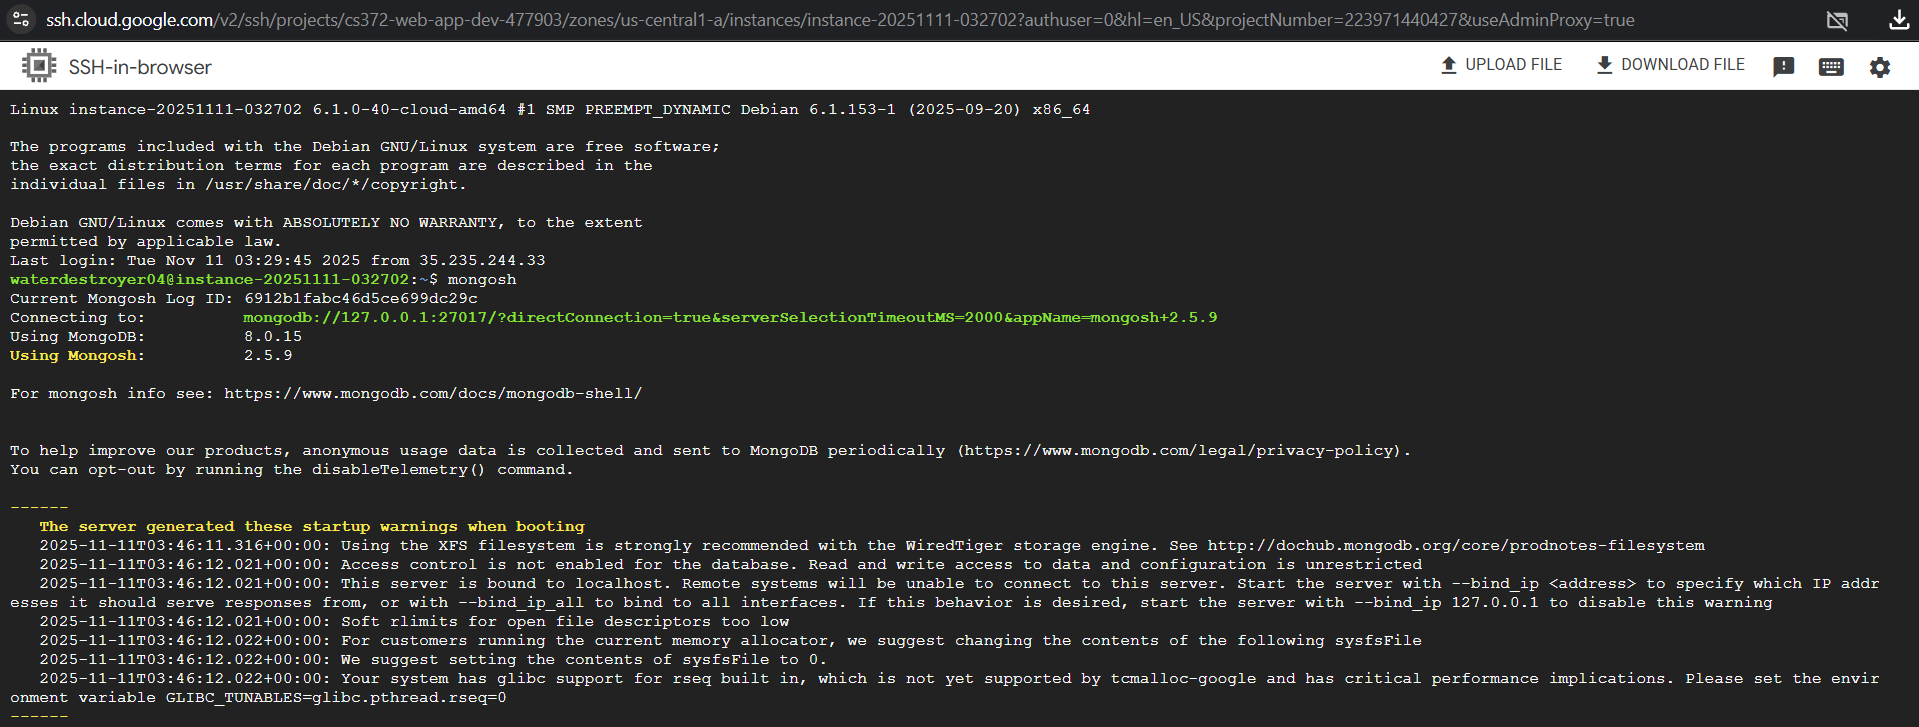 ssh.cloud.google.com/v2/ssh/projects/cs372-web-app-dev-477903/zones/us-central1-a/instances/instance-20251111-032702?authuser=0&hl=en_US&projectNumber=223971440427&useAdminProxy=true
SSH-in-browser
UPLOAD FILE
DOWNLOAD FILE
Linux instance-20251111-032702 6.1.0-40-cloud-amd64 #1 SMP PREEMPT_DYNAMIC Debian 6.1.153-1 (2025-09-20) x86_64
The programs included with the Debian GNU/Linux system are free software;
the exact distribution terms for each program are described in the
individual files in /usr/share/doc/*/copyright.
Debian GNU/Linux comes with ABSOLUTELY NO WARRANTY, to the extent
permitted by applicable law.
Last login: Tue Nov 11 03:29:45 2025 from 35.235.244.33
waterdestroyer04@instance-20251111-032702:~$ mongosh
Current Mongosh Log ID: 6912b1fabc46d5ce699dc29c
Connecting to: mongodb://127.0.0.1:27017/?directConnection=true&serverSelectionTimeoutMS=2000&appName=mongosh+2.5.9
Using MongoDB: 8.0.15
Using Mongosh: 2.5.9
For mongosh info see: https://www.mongodb.com/docs/mongodb-shell/
To help improve our products, anonymous usage data is collected and sent to MongoDB periodically (https://www.mongodb.com/legal/privacy-policy).
You can opt-out by running the disableTelemetry() command.
------
The server generated these startup warnings when booting
2025-11-11T03:46:11.316+00:00: Using the XFS filesystem is strongly recommended with the WiredTiger storage engine. See http://dochub.mongodb.org/core/prodnotes-filesystem
2025-11-11T03:46:12.021+00:00: Access control is not enabled for the database. Read and write access to data and configuration is unrestricted
2025-11-11T03:46:12.021+00:00: This server is bound to localhost. Remote systems will be unable to connect to this server. Start the server with --bind_ip <address> to specify which IP addr
esses it should serve responses from, or with --bind_ip_all to bind to all interfaces. If this behavior is desired, start the server with --bind_ip 127.0.0.1 to disable this warning
2025-11-11T03:46:12.021+00:00: Soft rlimits for open file descriptors too low
2025-11-11T03:46:12.022+00:00: For customers running the current memory allocator, we suggest changing the contents of the following sysfsFile
2025-11-11T03:46:12.022+00:00: We suggest setting the contents of sysfsFile to 0.
2025-11-11T03:46:12.022+00:00: Your system has glibc support for rseq built in, which is not yet supported by tcmalloc-google and has critical performance implications. Please set the envir
onment variable GLIBC_TUNABLES=glibc.pthread.rseq=0
------